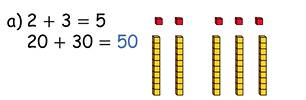 a) 2 + 3 = 5
20 + 30 = 50